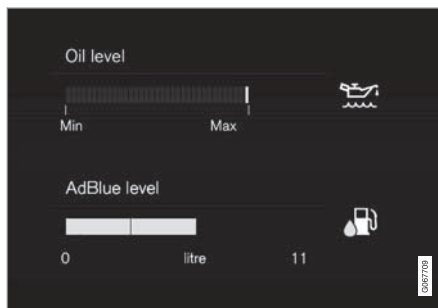 Oil level
Min Max
AdBlue level
0 litre 11
G067709